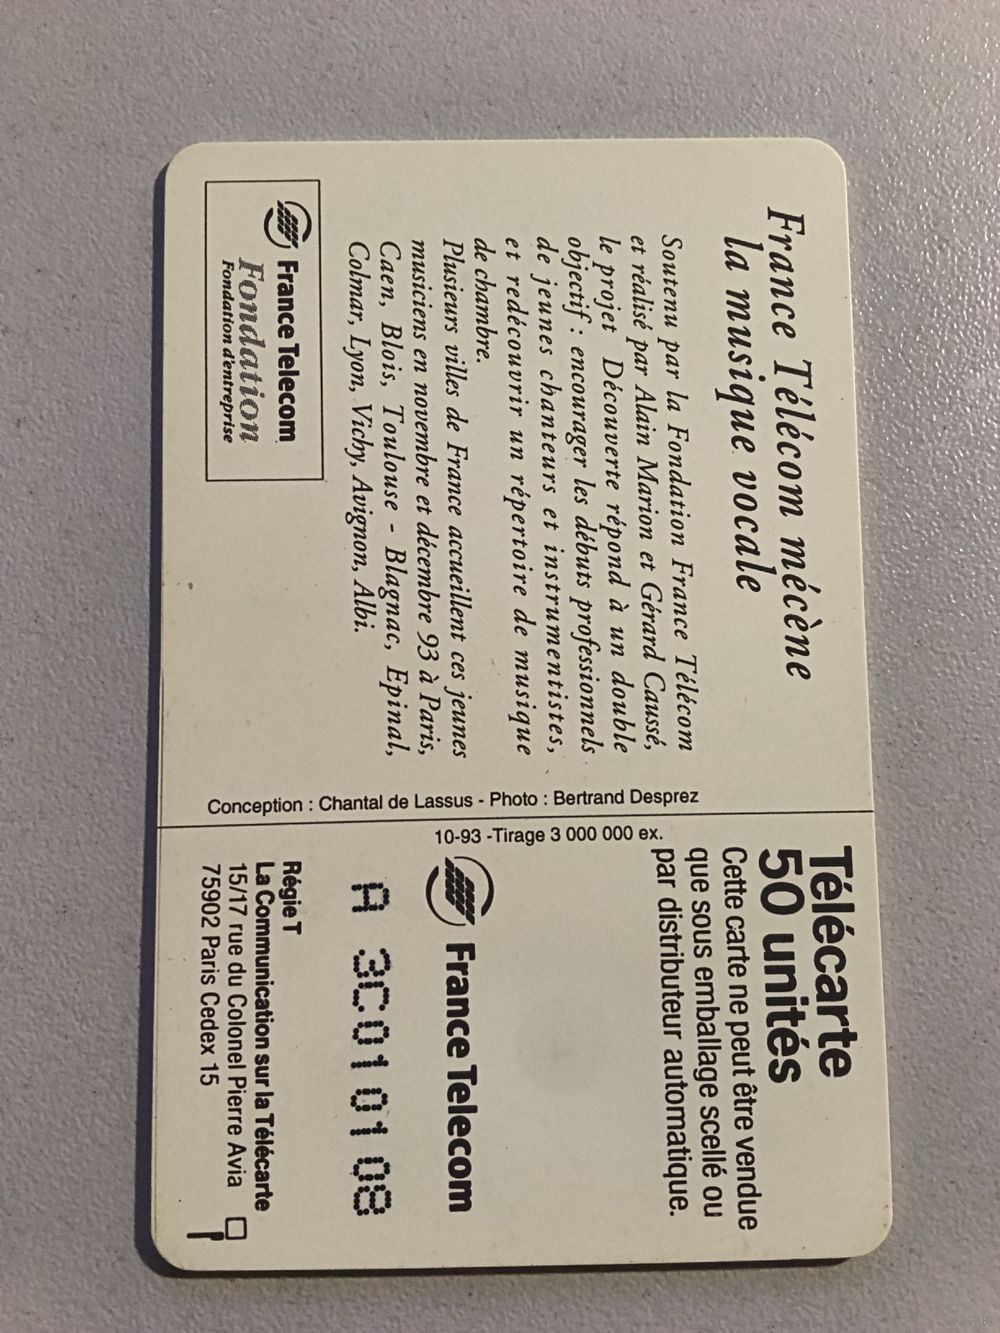 France Télécom mécène
la musique vocale
Soutenu par la Fondation France Télécom
et réalisé par Alain Marion et Gérard Caussé,
le projet Découverte répond à un double
objectif : encourager les débuts professionnels
de jeunes chanteurs et instrumentistes,
et redécouvrir un répertoire de musique
de chambre.
Plusieurs villes de France accueillent ces jeunes
musiciens en novembre et décembre 93 à Paris,
Caen, Blois, Toulouse - Blagnac, Epinal,
Colmar, Lyon, Vichy, Avignon, Albi.
France Telecom
Fondation
Fondation d'entreprise
Conception : Chantal de Lassus - Photo : Bertrand Desprez
Télécarte
50 unités
Cette carte ne peut être vendue
que sous emballage scellé ou
par distributeur automatique.
10-93 -Tirage 3 000 000 ex.
France Telecom
A 3C01 01 08
Régie T
La Communication sur la Télécarte
15/17 rue du Colonel Pierre Avia
75902 Paris Cedex 15